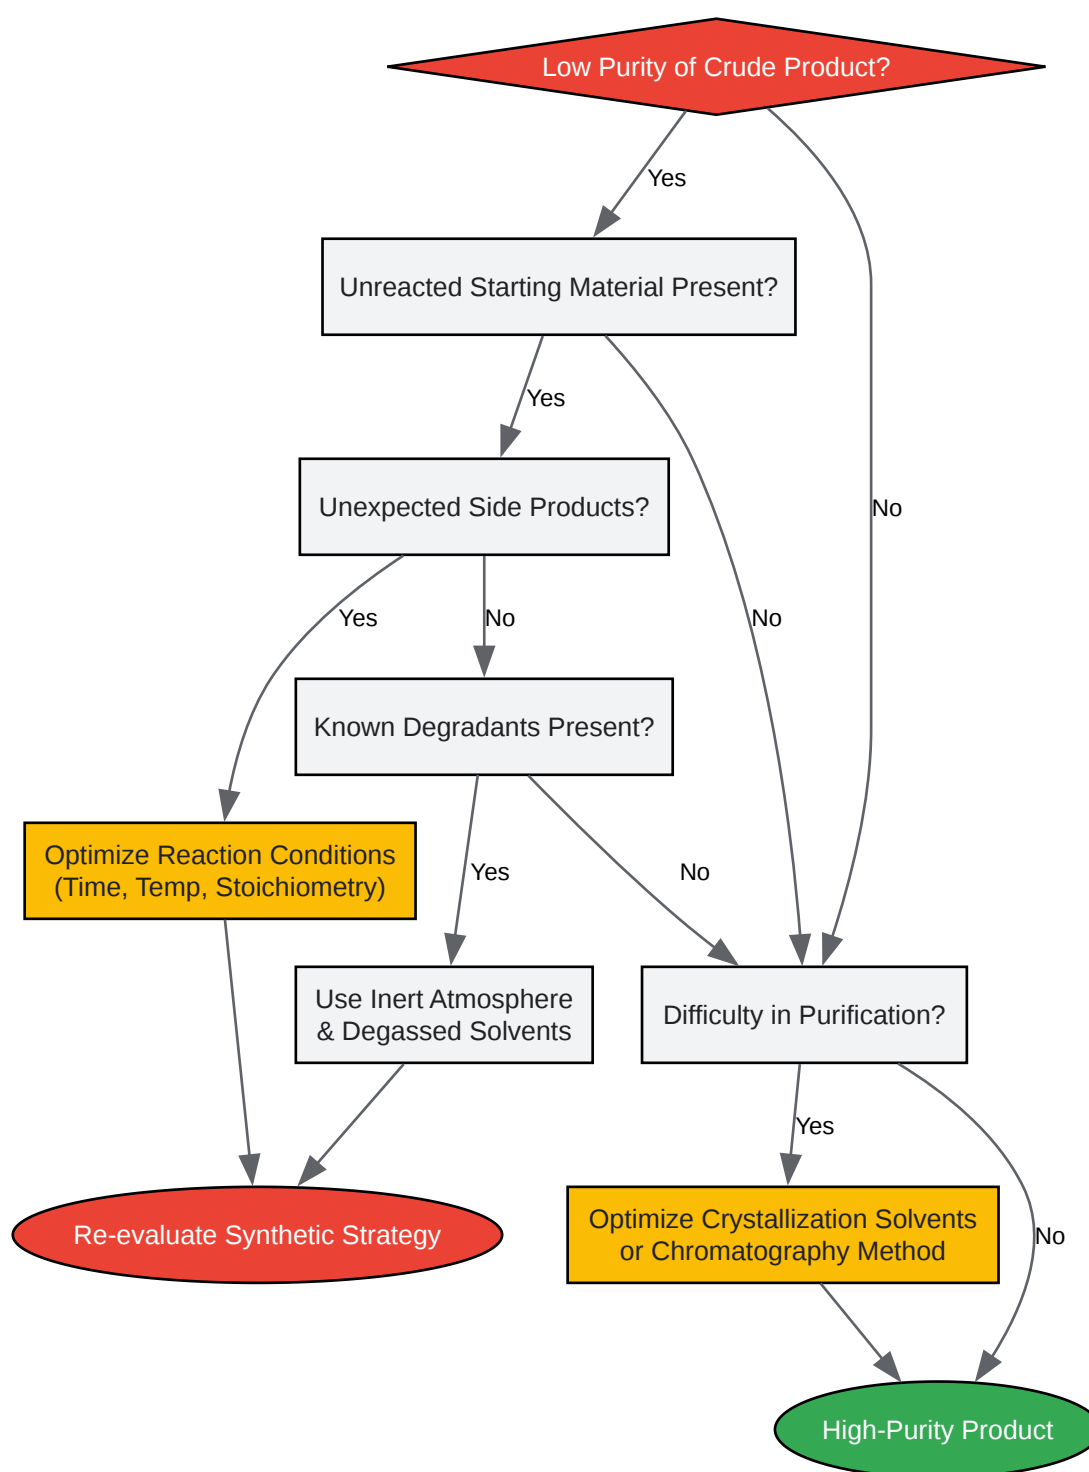 Low Purity of Crude Product?
Yes
Unreacted Starting Material Present?
Yes
Unexpected Side Products?
No
Yes
No
No
Known Degradants Present?
Optimize Reaction Conditions
(Time, Temp, Stoichiometry)
Yes
No
Use Inert Atmosphere
& Degassed Solvents
Difficulty in Purification?
Yes
Re-evaluate Synthetic Strategy
Optimize Crystallization Solvents
or Chromatography Method
No
High-Purity Product